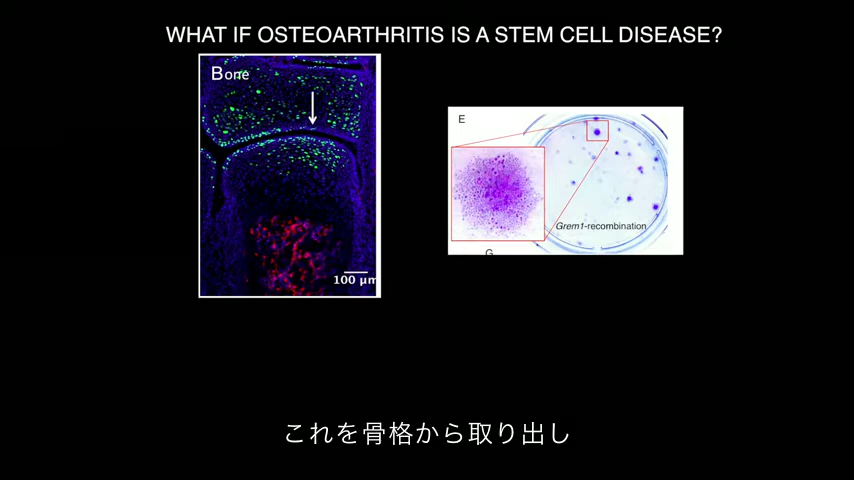 WHAT IF OSTEOARTHRITIS IS A STEM CELL DISEASE?
Bone
100 µm
E
Grem1-recombination
G
これを骨格から取り出し